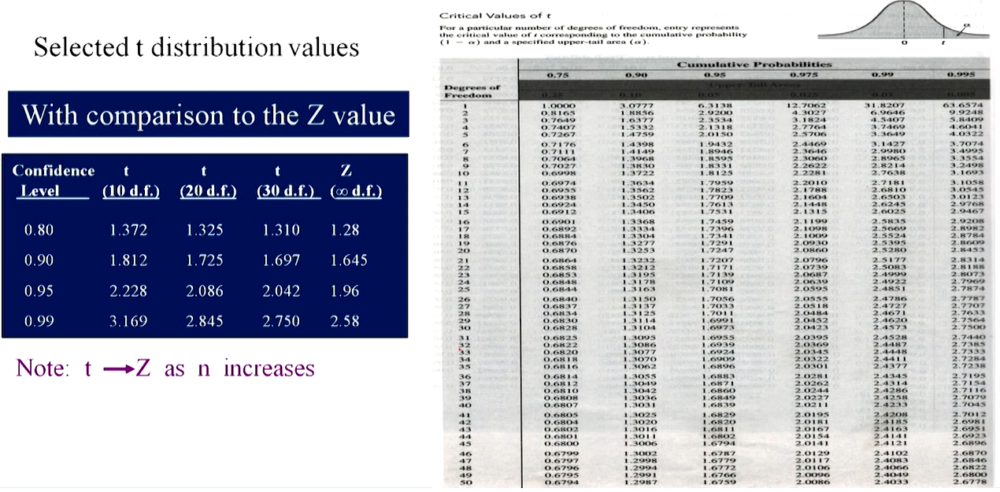 Selected t distribution values
With comparison to the Z value
Confidence t t t Z
Level (10 d.f.) (20 d.f.) (30 d.f.) (∞ d.f.)
0.80 1.372 1.325 1.310 1.28
0.90 1.812 1.725 1.697 1.645
0.95 2.228 2.086 2.042 1.96
0.99 3.169 2.845 2.750 2.58
Note: t → Z as n increases
Critical Values of t
For a particular number of degrees of freedom, entry represents
the critical value of t corresponding to the cumulative probability
(1 − α) and a specified upper-tail area (α).
α
0 t
Cumulative Probabilities
0.75 0.90 0.95 0.975 0.99 0.995
Upper-Tail Areas
Degrees of
Freedom 0.25 0.10 0.05 0.025 0.01 0.005
1 1.0000 3.0777 6.3138 12.7062 31.8207 63.6574
2 0.8165 1.8856 2.9200 4.3027 6.9646 9.9248
3 0.7649 1.6377 2.3534 3.1824 4.5407 5.8409
4 0.7407 1.5332 2.1318 2.7764 3.7469 4.6041
5 0.7267 1.4759 2.0150 2.5706 3.3649 4.0322
6 0.7176 1.4398 1.9432 2.4469 3.1427 3.7074
7 0.7111 1.4149 1.8946 2.3646 2.9980 3.4995
8 0.7064 1.3968 1.8595 2.3060 2.8965 3.3554
9 0.7027 1.3830 1.8331 2.2622 2.8214 3.2498
10 0.6998 1.3722 1.8125 2.2281 2.7638 3.1693
11 0.6974 1.3634 1.7959 2.2010 2.7181 3.1058
12 0.6955 1.3562 1.7823 2.1788 2.6810 3.0545
13 0.6938 1.3502 1.7709 2.1604 2.6503 3.0123
14 0.6924 1.3450 1.7613 2.1448 2.6245 2.9768
15 0.6912 1.3406 1.7531 2.1315 2.6025 2.9467
16 0.6901 1.3368 1.7459 2.1199 2.5835 2.9208
17 0.6892 1.3334 1.7396 2.1098 2.5669 2.8982
18 0.6884 1.3304 1.7341 2.1009 2.5524 2.8784
19 0.6876 1.3277 1.7291 2.0930 2.5395 2.8609
20 0.6870 1.3253 1.7247 2.0860 2.5280 2.8453
21 0.6864 1.3232 1.7207 2.0796 2.5177 2.8314
22 0.6858 1.3212 1.7171 2.0739 2.5083 2.8188
23 0.6853 1.3195 1.7139 2.0687 2.4999 2.8073
24 0.6848 1.3178 1.7109 2.0639 2.4922 2.7969
25 0.6844 1.3163 1.7081 2.0595 2.4851 2.7874
26 0.6840 1.3150 1.7056 2.0555 2.4786 2.7787
27 0.6837 1.3137 1.7033 2.0518 2.4727 2.7707
28 0.6834 1.3125 1.7011 2.0484 2.4671 2.7633
29 0.6830 1.3114 1.6991 2.0452 2.4620 2.7564
30 0.6828 1.3104 1.6973 2.0423 2.4573 2.7500
31 0.6825 1.3095 1.6955 2.0395 2.4528 2.7440
32 0.6822 1.3086 1.6939 2.0369 2.4487 2.7385
33 0.6820 1.3077 1.6924 2.0345 2.4448 2.7333
34 0.6818 1.3070 1.6909 2.0322 2.4411 2.7284
35 0.6816 1.3062 1.6896 2.0301 2.4377 2.7238
36 0.6814 1.3055 1.6883 2.0281 2.4345 2.7195
37 0.6812 1.3049 1.6871 2.0262 2.4314 2.7154
38 0.6810 1.3042 1.6860 2.0244 2.4286 2.7116
39 0.6808 1.3036 1.6849 2.0227 2.4258 2.7079
40 0.6807 1.3031 1.6839 2.0211 2.4233 2.7045
41 0.6805 1.3025 1.6829 2.0195 2.4208 2.7012
42 0.6804 1.3020 1.6820 2.0181 2.4185 2.6981
43 0.6802 1.3016 1.6811 2.0167 2.4163 2.6951
44 0.6801 1.3011 1.6802 2.0154 2.4141 2.6923
45 0.6800 1.3006 1.6794 2.0141 2.4121 2.6896
46 0.6799 1.3002 1.6787 2.0129 2.4102 2.6870
47 0.6797 1.2998 1.6779 2.0117 2.4083 2.6846
48 0.6796 1.2994 1.6772 2.0106 2.4066 2.6822
49 0.6795 1.2991 1.6766 2.0096 2.4049 2.6800
50 0.6794 1.2987 1.6759 2.0086 2.4033 2.6778